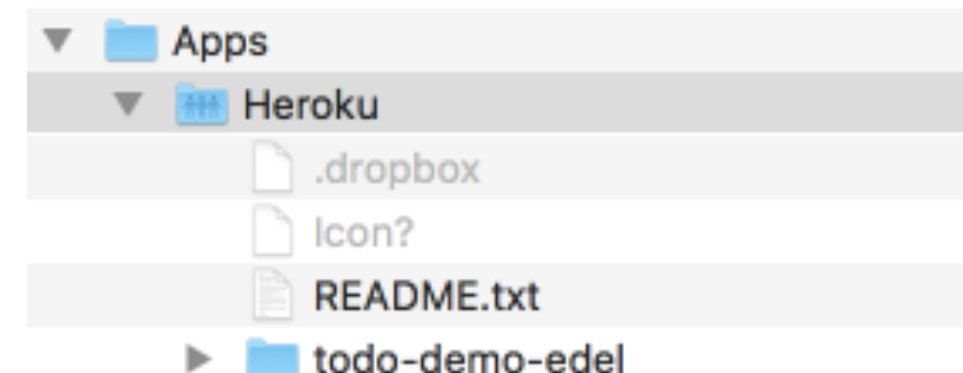 Apps
Heroku
.dropbox
Icon?
README.txt
todo-demo-edel